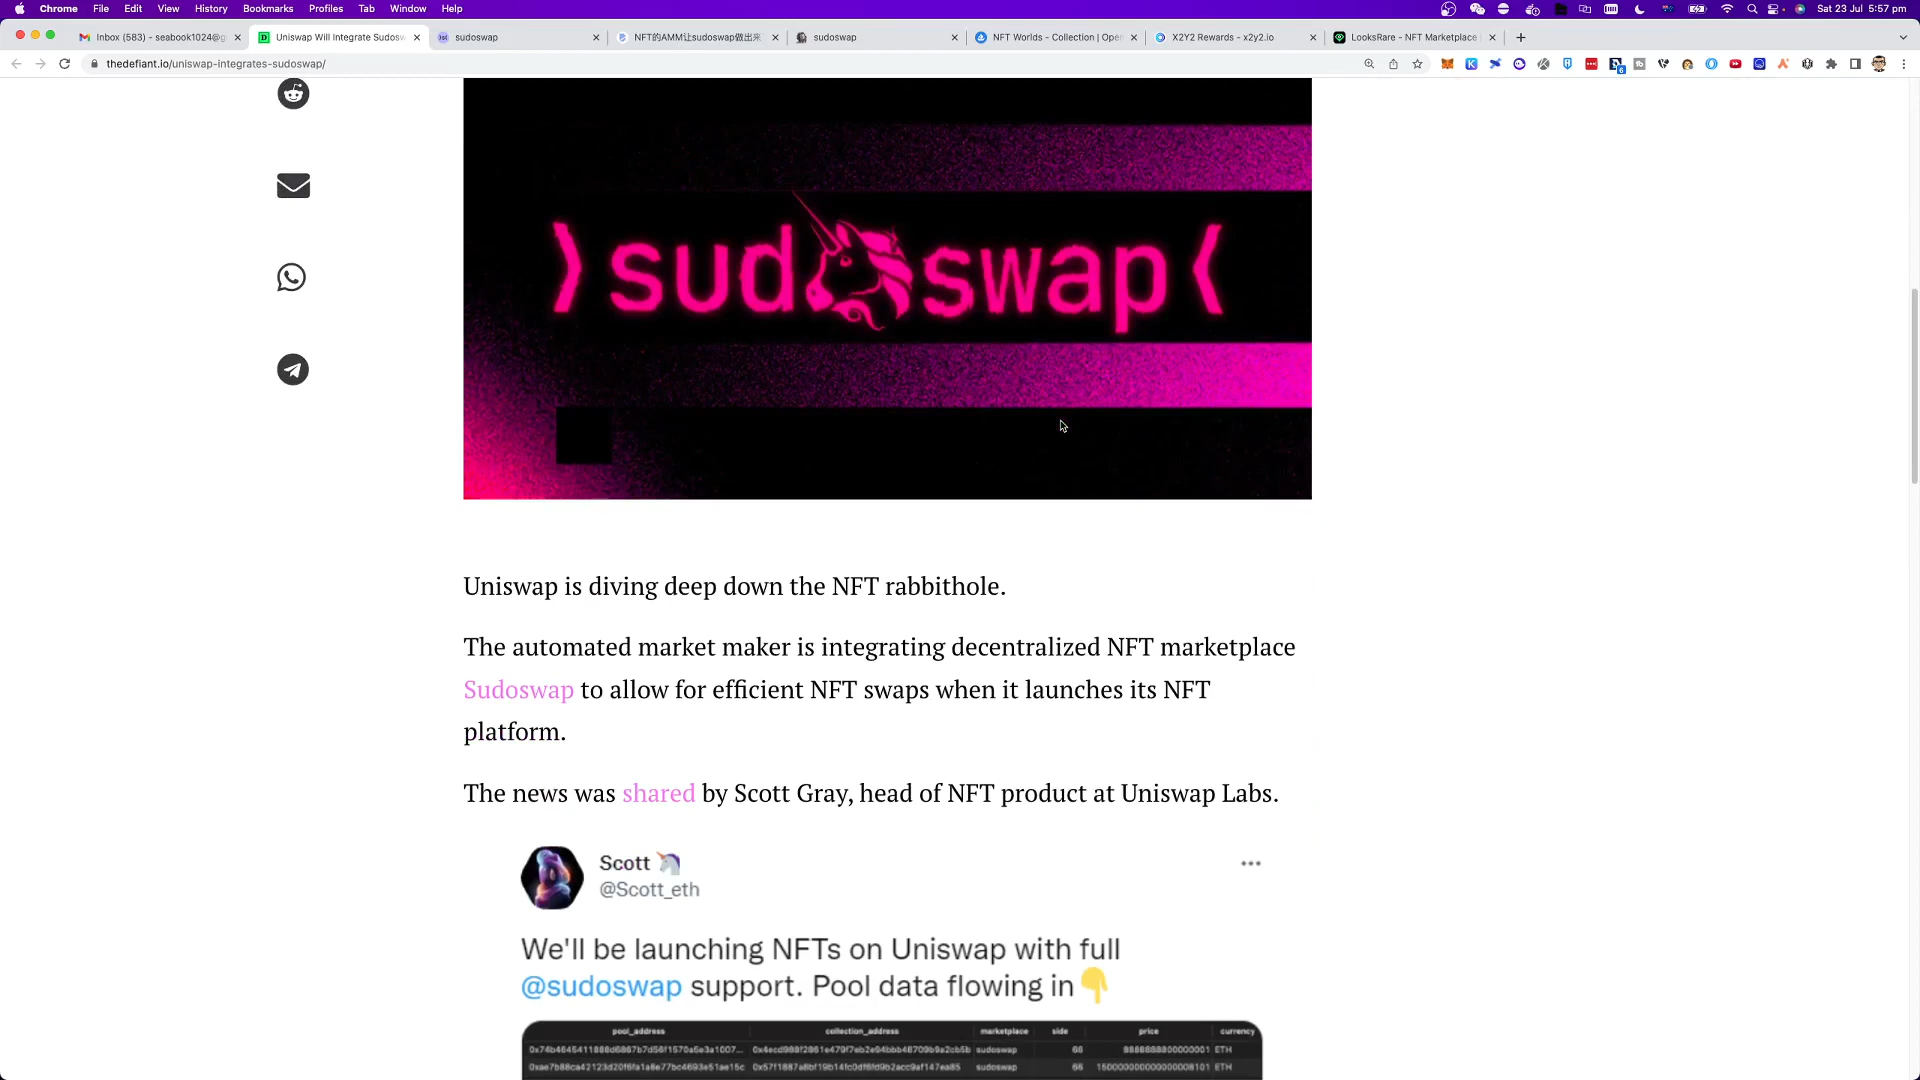 Chrome File Edit View History Bookmarks Profiles Tab Window Help Sat 23 Jul 5:57 pm
Inbox (583) - seabook1024@g Uniswap Will Integrate Sudosw sudoswap NFT的AMM让sudoswap做出来 sudoswap NFT Worlds - Collection | Open X2Y2 Rewards - x2y2.io LooksRare - NFT Marketplace
thedefiant.io/uniswap-integrates-sudoswap/
sudoswap
Uniswap is diving deep down the NFT rabbithole.
The automated market maker is integrating decentralized NFT marketplace
Sudoswap to allow for efficient NFT swaps when it launches its NFT
platform.
The news was shared by Scott Gray, head of NFT product at Uniswap Labs.
Scott
@Scott_eth
We'll be launching NFTs on Uniswap with full
@sudoswap support. Pool data flowing in
pool_address collection_address marketplace side price currency
sudoswap ETH
sudoswap ETH